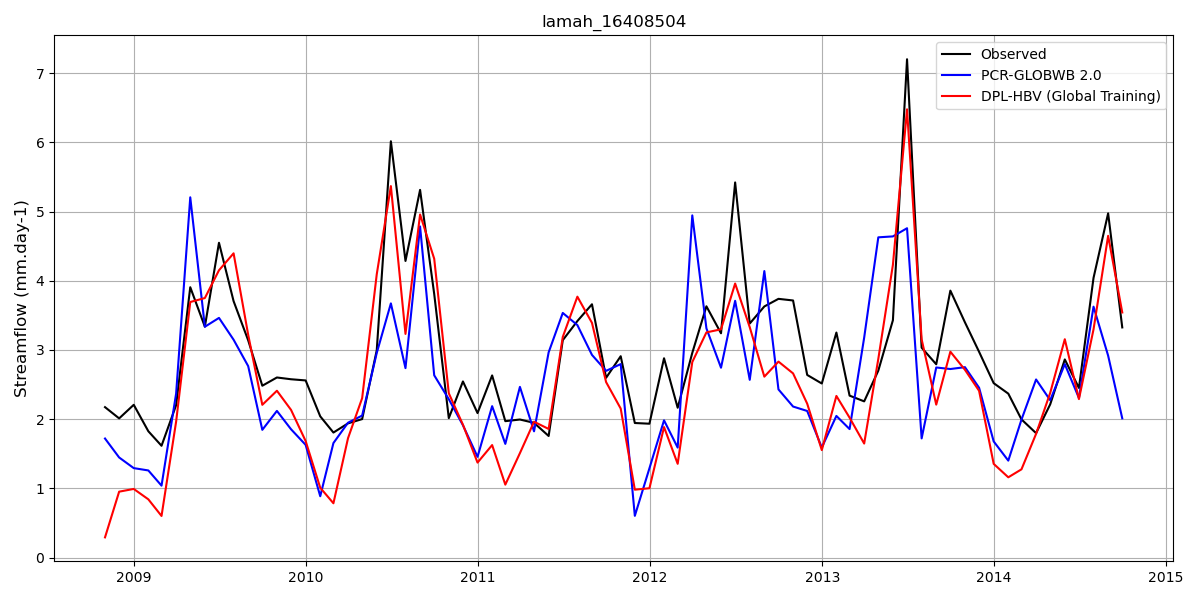 lamah_16408504
Observed
PCR-GLOBWB 2.0
DPL-HBV (Global Training)
Streamflow (mm.day-1)
7
6
5
4
3
2
1
0
2009 2010 2011 2012 2013 2014 2015